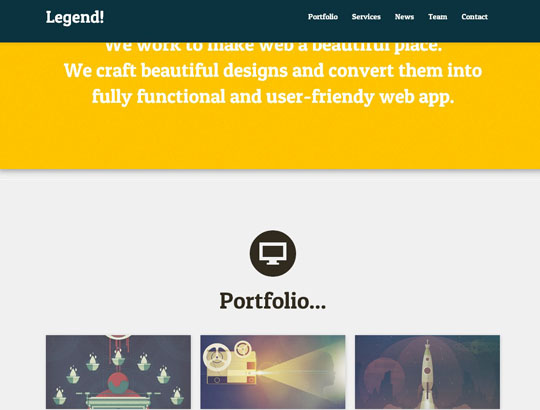 Legend!
Portfolio Services News Team Contact
We work to make web a beautiful place.
We craft beautiful designs and convert them into
fully functional and user-friendy web app.
Portfolio...